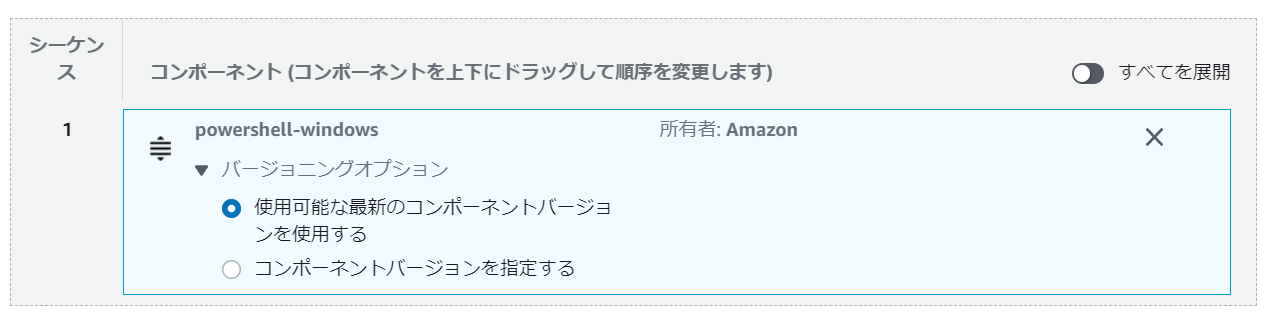 シーケン
ス
コンポーネント (コンポーネントを上下にドラッグして順序を変更します)
すべてを展開
1
powershell-windows
所有者: Amazon
バージョニングオプション
使用可能な最新のコンポーネントバージョ
ンを使用する
コンポーネントバージョンを指定する